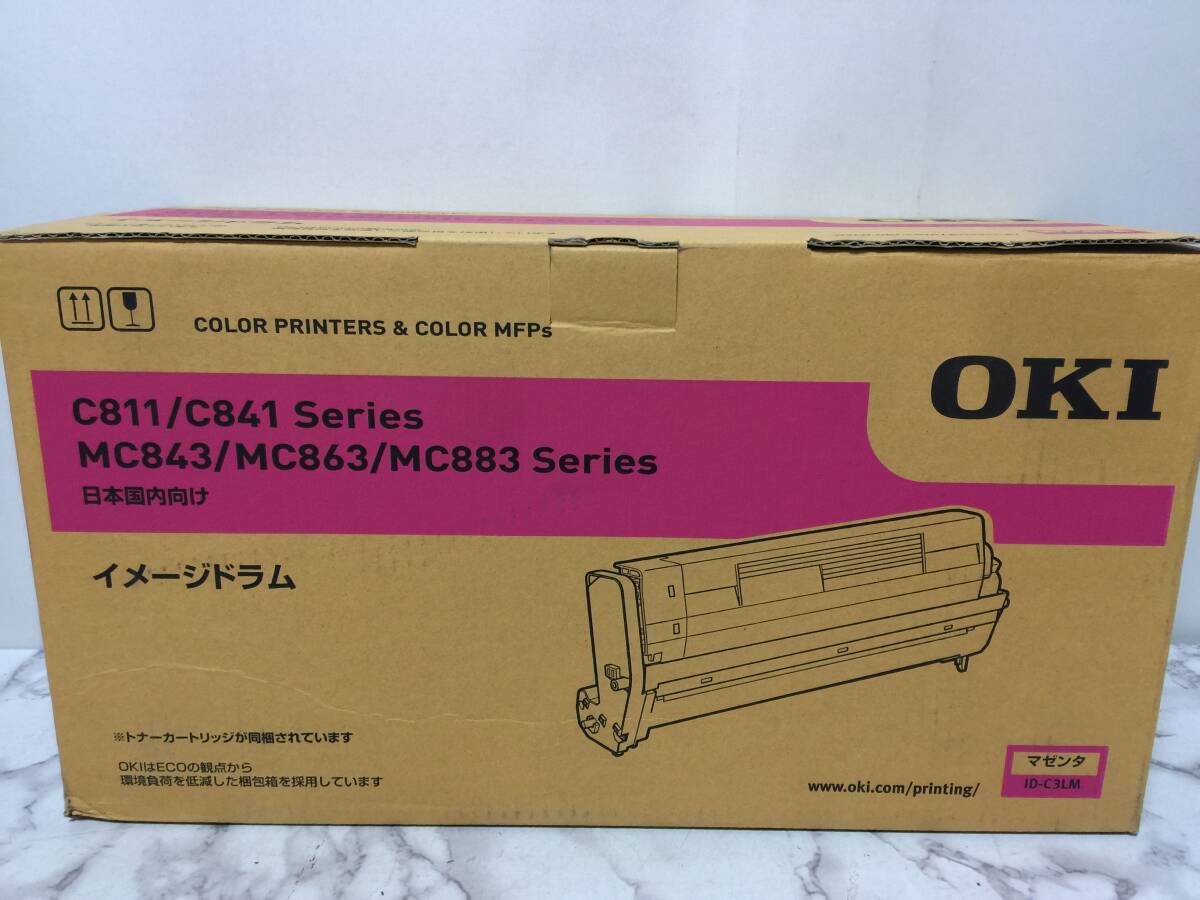 COLOR PRINTERS & COLOR MFPs
OKI
C811/C841 Series
MC843/MC863/MC883 Series
日本国内向け
イメージドラム
※トナーカートリッジが同梱されています
OKIはECOの観点から
環境負荷を低減した梱包箱を採用しています
www.oki.com/printing/
マゼンタ
ID-C3LM